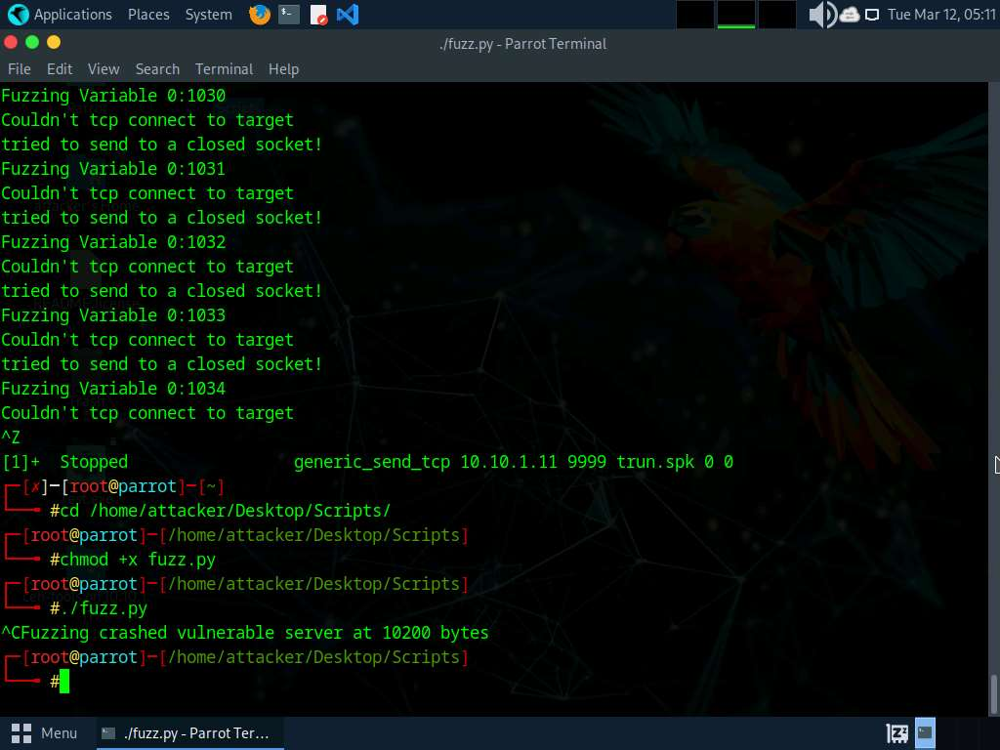 Applications Places System Tue Mar 12, 05:11
./fuzz.py - Parrot Terminal
File Edit View Search Terminal Help
Fuzzing Variable 0:1030
Couldn't tcp connect to target
tried to send to a closed socket!
Fuzzing Variable 0:1031
Couldn't tcp connect to target
tried to send to a closed socket!
Fuzzing Variable 0:1032
Couldn't tcp connect to target
tried to send to a closed socket!
Fuzzing Variable 0:1033
Couldn't tcp connect to target
tried to send to a closed socket!
Fuzzing Variable 0:1034
Couldn't tcp connect to target
^Z
[1]+ Stopped generic_send_tcp 10.10.1.11 9999 trun.spk 0 0
┌─[✗]─[root@parrot]─[~]
└──╼ #cd /home/attacker/Desktop/Scripts/
┌─[root@parrot]─[/home/attacker/Desktop/Scripts]
└──╼ #chmod +x fuzz.py
┌─[root@parrot]─[/home/attacker/Desktop/Scripts]
└──╼ #./fuzz.py
^CFuzzing crashed vulnerable server at 10200 bytes
┌─[root@parrot]─[/home/attacker/Desktop/Scripts]
└──╼ #
Menu ./fuzz.py - Parrot Ter...